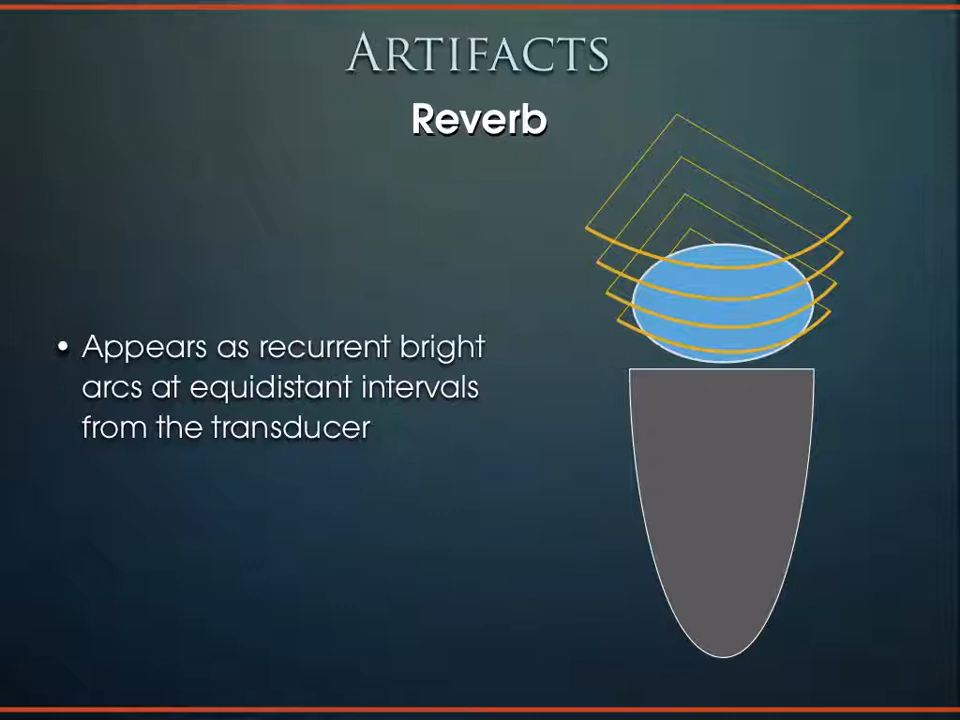 ARTIFACTS
Reverb
• Appears as recurrent bright
arcs at equidistant intervals
from the transducer